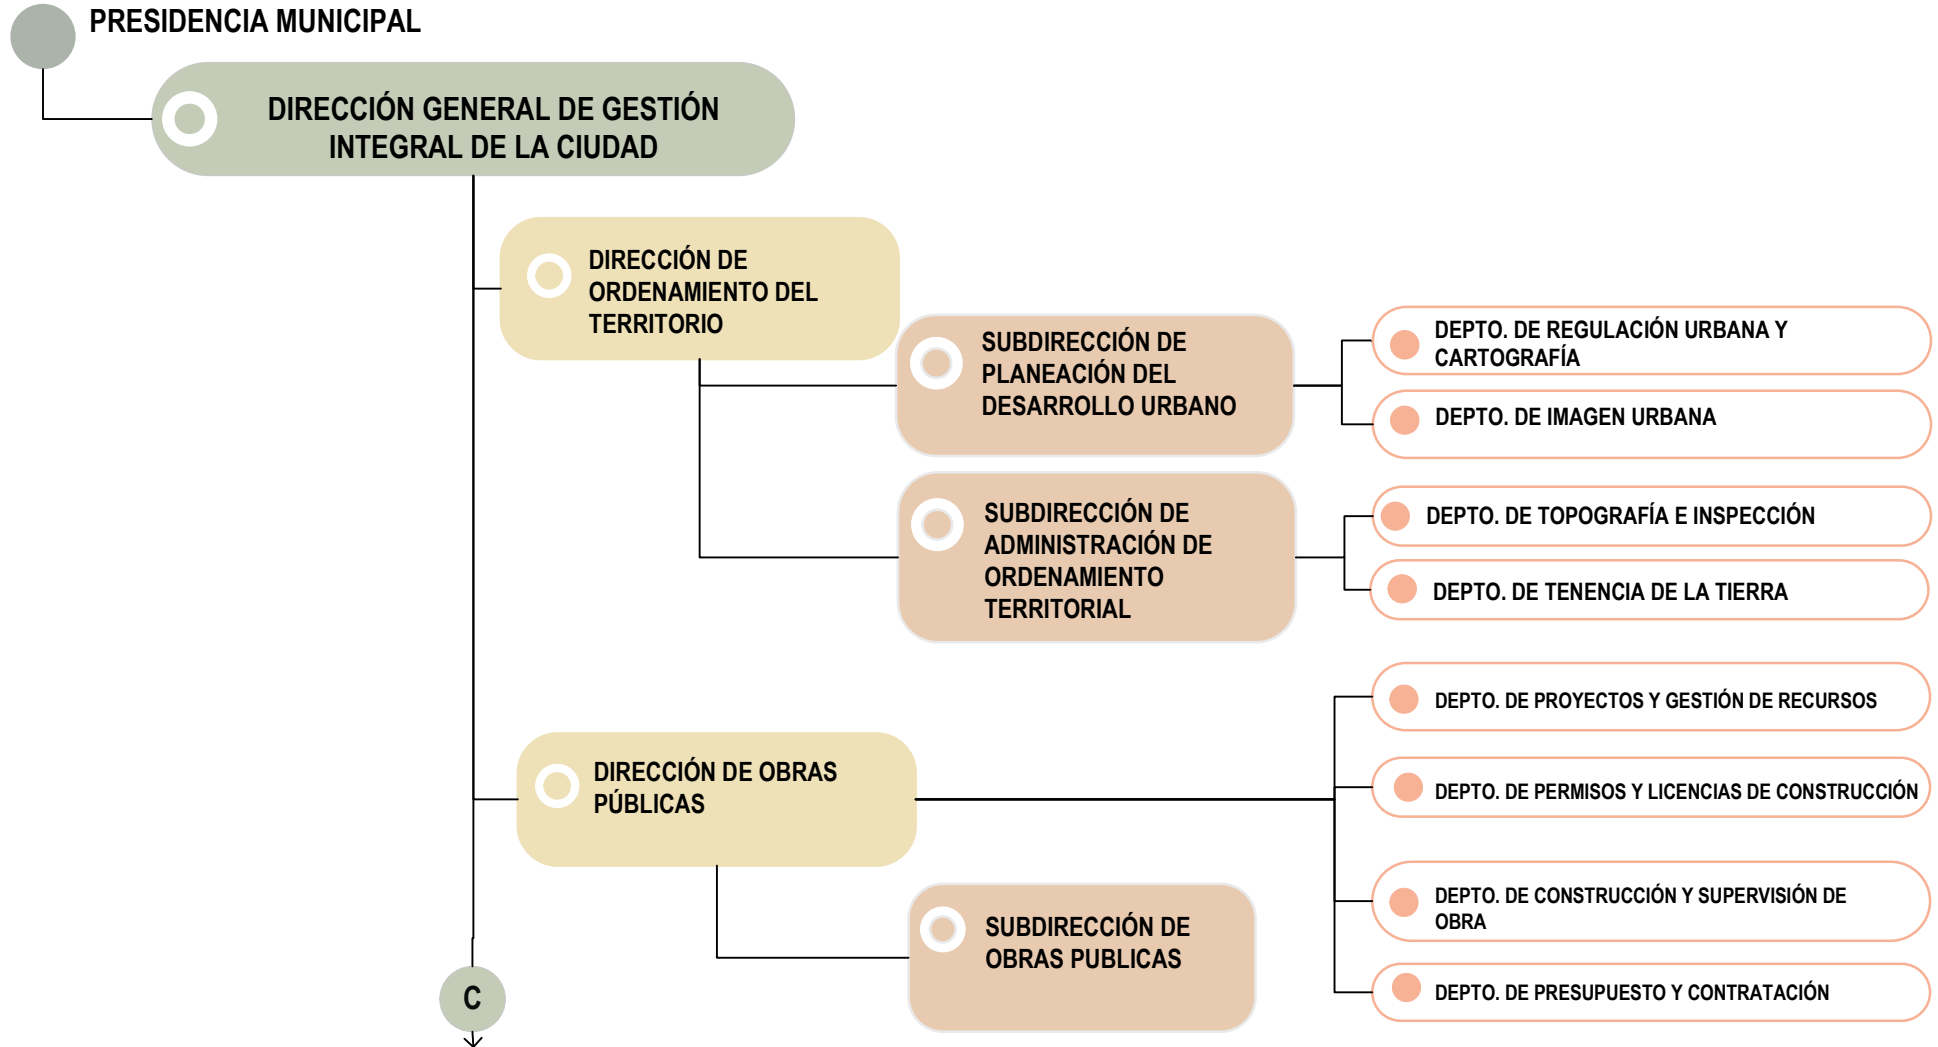 PRESIDENCIA MUNICIPAL
DIRECCIÓN GENERAL DE GESTIÓN
INTEGRAL DE LA CIUDAD
DIRECCIÓN DE
ORDENAMIENTO DEL
TERRITORIO
SUBDIRECCIÓN DE
PLANEACIÓN DEL
DESARROLLO URBANO
DEPTO. DE REGULACIÓN URBANA Y
CARTOGRAFÍA
DEPTO. DE IMAGEN URBANA
SUBDIRECCIÓN DE
ADMINISTRACIÓN DE
ORDENAMIENTO
TERRITORIAL
DEPTO. DE TOPOGRAFÍA E INSPECCIÓN
DEPTO. DE TENENCIA DE LA TIERRA
DIRECCIÓN DE OBRAS
PÚBLICAS
DEPTO. DE PROYECTOS Y GESTIÓN DE RECURSOS
DEPTO. DE PERMISOS Y LICENCIAS DE CONSTRUCCIÓN
DEPTO. DE CONSTRUCCIÓN Y SUPERVISIÓN DE
OBRA
DEPTO. DE PRESUPUESTO Y CONTRATACIÓN
SUBDIRECCIÓN DE
OBRAS PUBLICAS
C